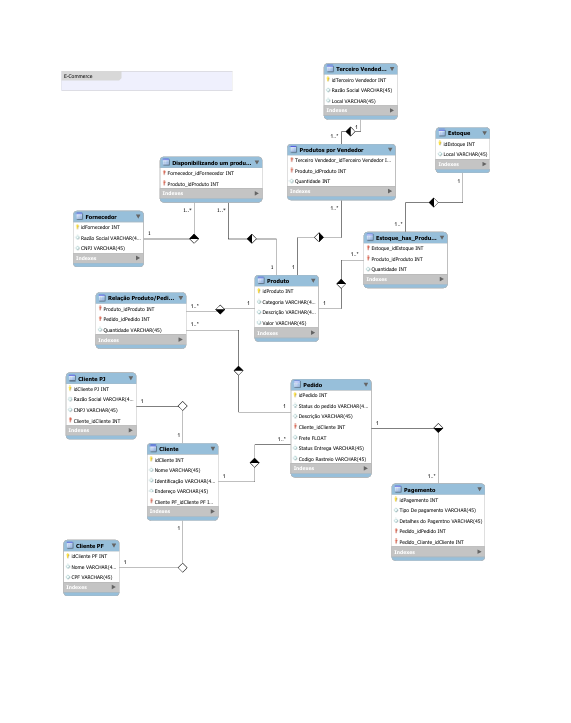 E-Commerce
Terceiro Vended...
idTerceiro Vendedor INT
Razão Social VARCHAR(45)
Local VARCHAR(45)
Indexes
1
1..*
Estoque
idEstoque INT
Local VARCHAR(45)
Indexes
1
Produtos por Vendedor
Terceiro Vendedor_idTerceiro Vendedor I...
Produto_idProduto INT
Quantidade INT
Indexes
1..*
Disponibilizando um produ...
Fornecedor_idFornecedor INT
Produto_idProduto INT
Indexes
1..*
1..*
Fornecedor
idFornecedor INT
Razão Social VARCHAR(4...
CNPJ VARCHAR(45)
Indexes
1
1..*
Estoque_has_Produ...
Estoque_idEstoque INT
Produto_idProduto INT
Quantidade INT
Indexes
1..*
Produto
idProduto INT
Categoria VARCHAR(4...
Descrição VARCHAR(4...
Valor VARCHAR(45)
Indexes
1
1
1
1
Relação Produto/Pedi...
Produto_idProduto INT
Pedido_idPedido INT
Quantidade VARCHAR(45)
Indexes
1..*
1..*
Cliente PJ
idCliente PJ INT
Razão Social VARCHAR(4...
CNPJ VARCHAR(45)
Cliente_idCliente INT
Indexes
1
1
Pedido
idPedido INT
Status do pedido VARCHAR(4...
Descrição VARCHAR(45)
Cliente_idCliente INT
Frete FLOAT
Status Entrega VARCHAR(45)
Codigo Rastreio VARCHAR(45)
Indexes
1
1
1..*
Cliente
idCliente INT
Nome VARCHAR(45)
Identificação VARCHAR(4...
Endereço VARCHAR(45)
Cliente PF_idCliente PF I...
Indexes
1
1
1..*
Pagemento
idPagamento INT
Tipo De pagamento VARCHAR(45)
Detalhes do Pagemtno VARCHAR(45)
Pedido_idPedido INT
Pedido_Cliente_idCliente INT
Indexes
Cliente PF
idCliente PF INT
Nome VARCHAR(4...
CPF VARCHAR(45)
Indexes
1